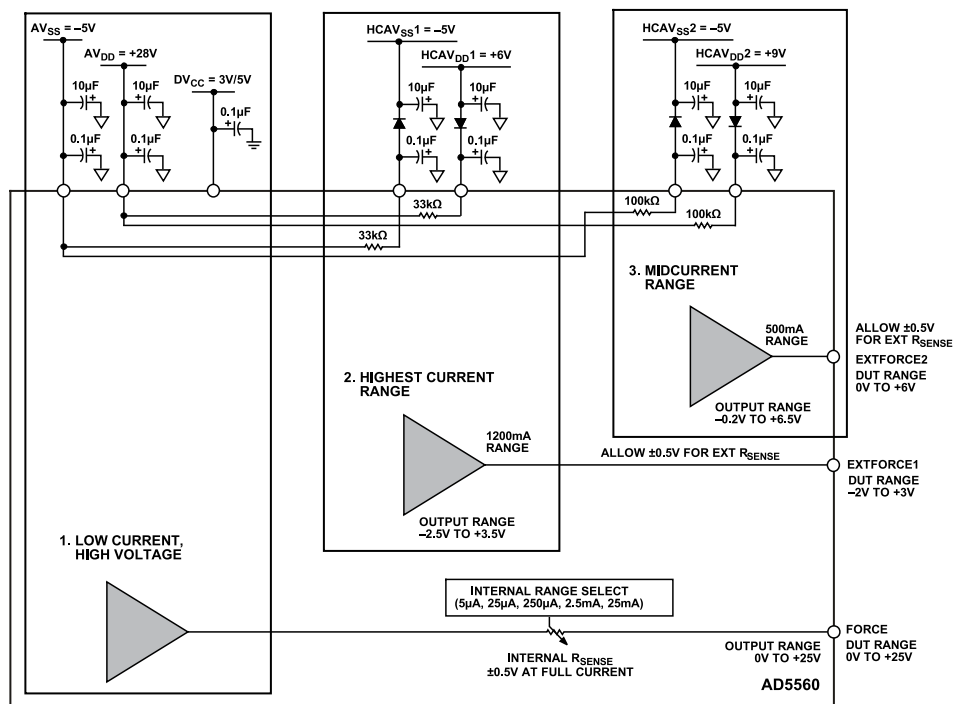 AVSS = –5V
AVDD = +28V
DVCC = 3V/5V
10µF
10µF
0.1µF
0.1µF
0.1µF
HCAVSS1 = –5V
HCAVDD1 = +6V
10µF
10µF
0.1µF
0.1µF
HCAVSS2 = –5V
HCAVDD2 = +9V
10µF
10µF
0.1µF
0.1µF
33kΩ
33kΩ
100kΩ
100kΩ
3. MIDCURRENT
RANGE
500mA
RANGE
OUTPUT RANGE
–0.2V TO +6.5V
ALLOW ±0.5V
FOR EXT RSENSE
EXTFORCE2
DUT RANGE
0V TO +6V
2. HIGHEST CURRENT
RANGE
1200mA
RANGE
OUTPUT RANGE
–2.5V TO +3.5V
ALLOW ±0.5V FOR EXT RSENSE
EXTFORCE1
DUT RANGE
–2V TO +3V
1. LOW CURRENT,
HIGH VOLTAGE
INTERNAL RANGE SELECT
(5µA, 25µA, 250µA, 2.5mA, 25mA)
INTERNAL RSENSE
±0.5V AT FULL CURRENT
OUTPUT RANGE
0V TO +25V
FORCE
DUT RANGE
0V TO +25V
AD5560